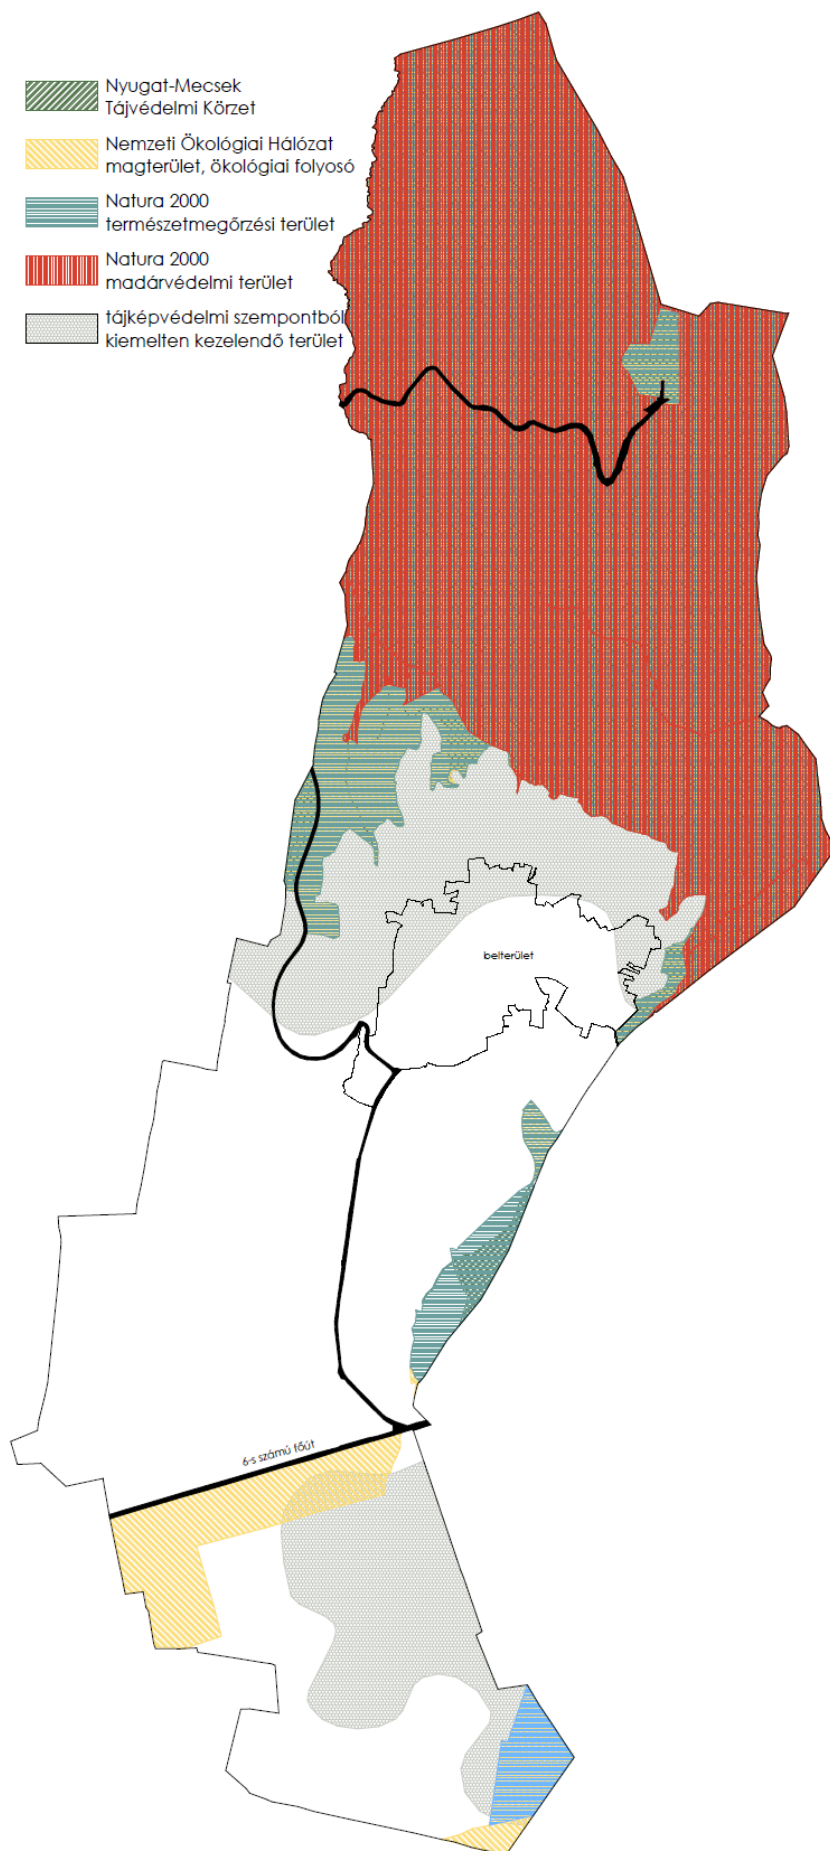 Nyugat-Mecsek
Tájvédelmi Körzet
Nemzeti Ökológiai Hálózat
magterület, ökológiai folyosó
Natura 2000
természetmegőrzési terület
Natura 2000
madárvédelmi terület
tájképvédelmi szempontból
kiemelten kezelendő terület
belterület
6-s számú főút